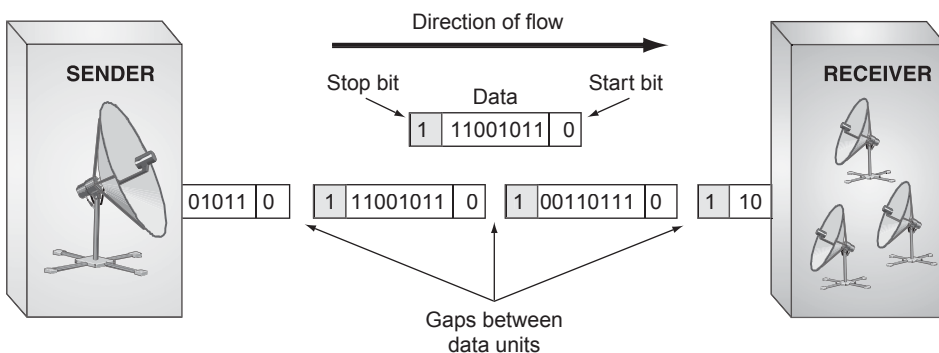 Direction of flow
SENDER
RECEIVER
Stop bit
Data
Start bit
1 11001011 0
01011 0
1 11001011 0
1 00110111 0
1 10
Gaps between
data units